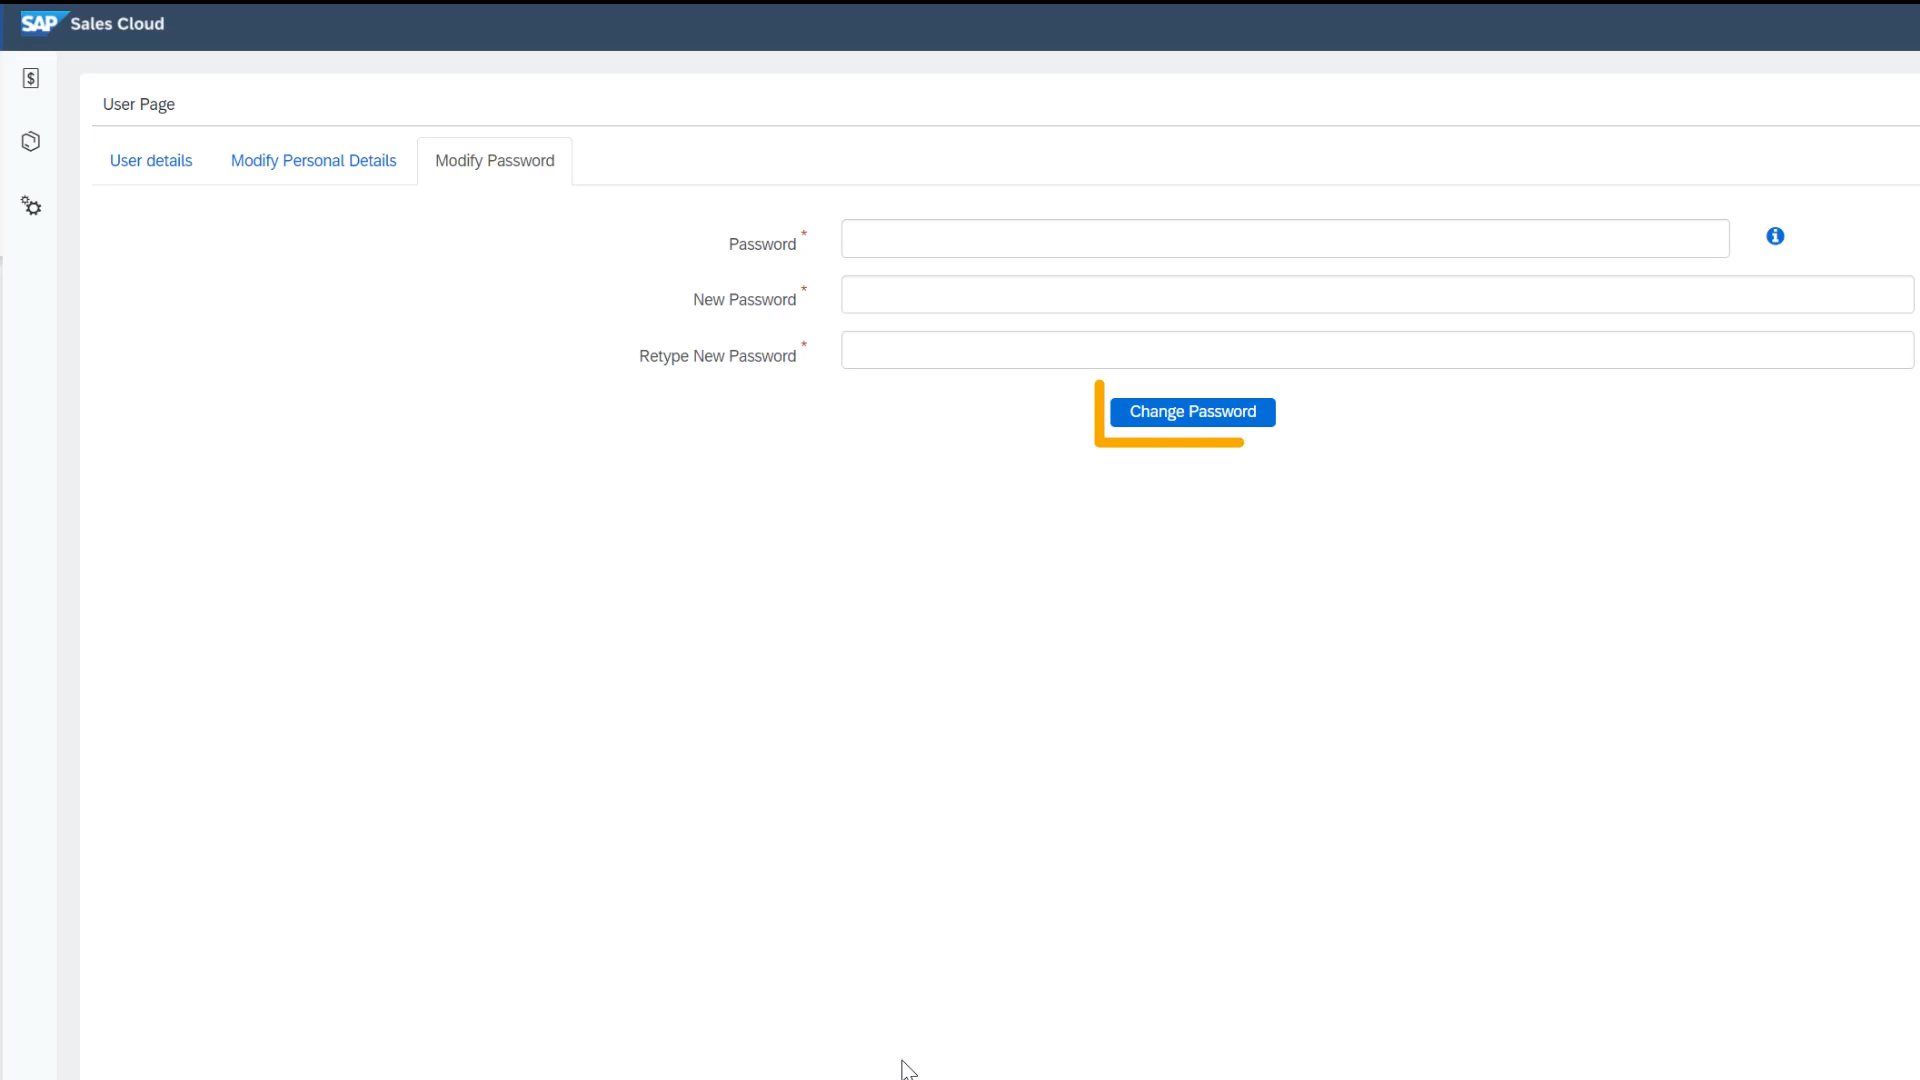 SAP Sales Cloud
User Page
User details Modify Personal Details Modify Password
Password *
New Password *
Retype New Password *
Change Password